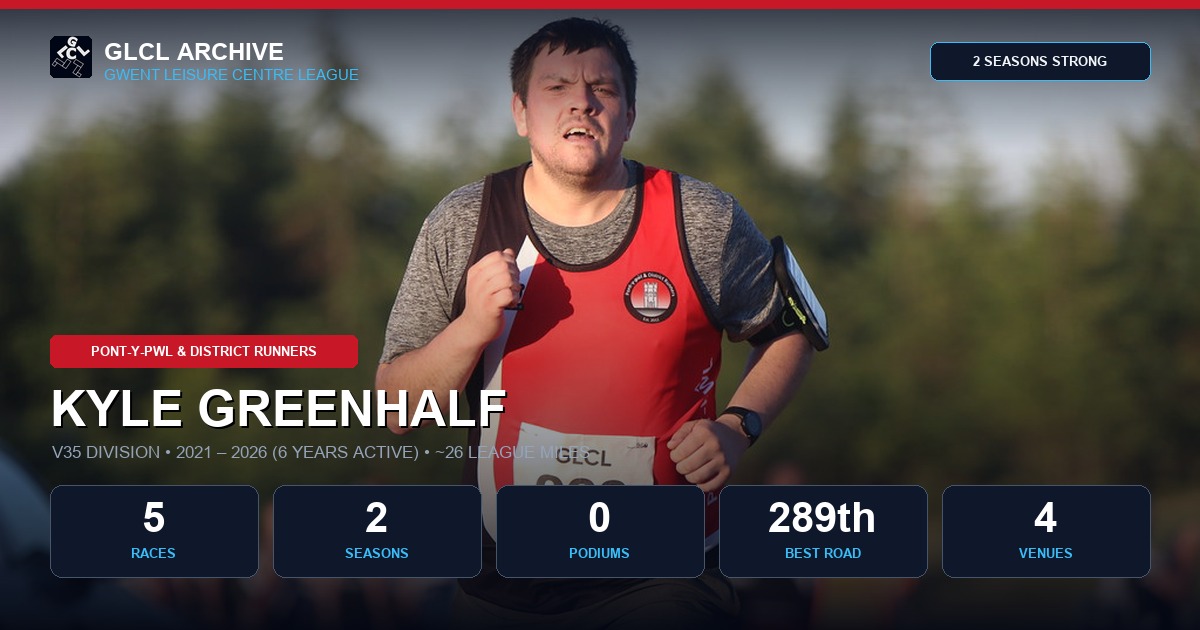 GLCL ARCHIVE
GWENT LEISURE CENTRE LEAGUE
2 SEASONS STRONG
PONT-Y-PWL & DISTRICT RUNNERS
KYLE GREENHALF
V35 DIVISION • 2021 – 2026 (6 YEARS ACTIVE) • ~26 LEAGUE MILES
GLCL
5
RACES
2
SEASONS
0
PODIUMS
289th
BEST ROAD
4
VENUES